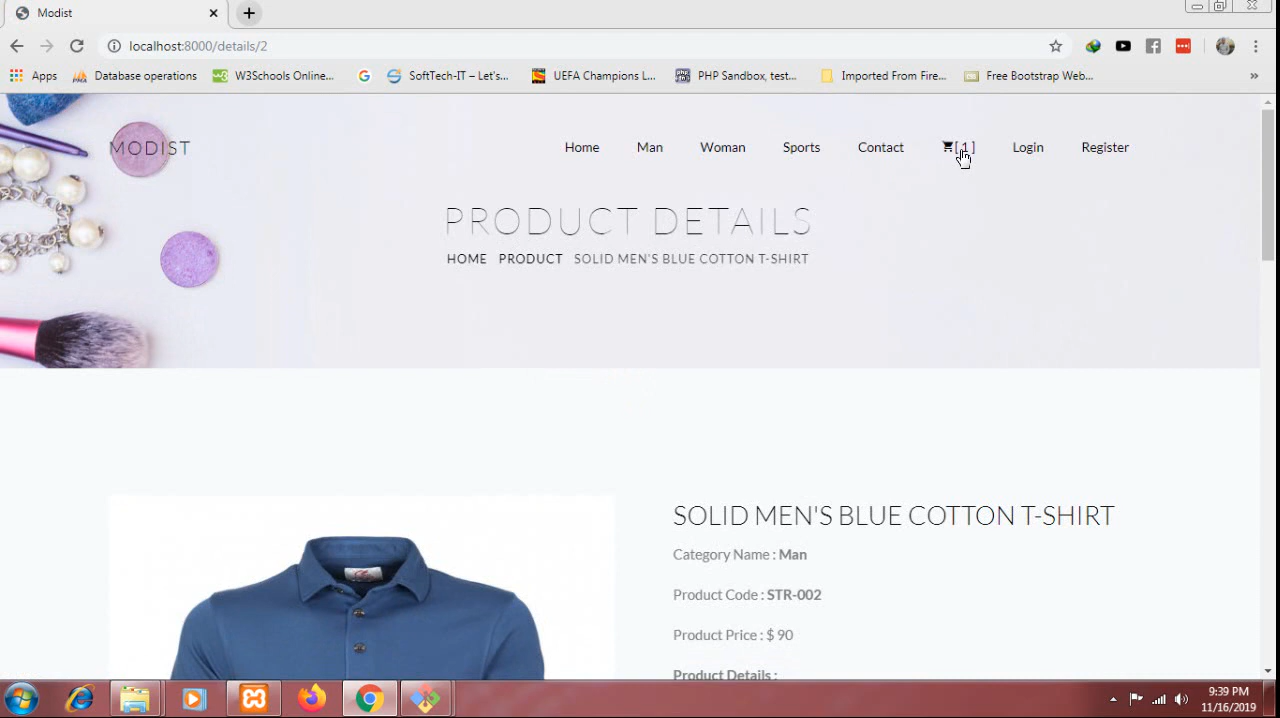 Modist
localhost:8000/details/2
Apps Database operations W3Schools Online... SoftTech-IT – Let's... UEFA Champions L... PHP Sandbox, test... Imported From Fire... Free Bootstrap Web... »
MODIST Home Man Woman Sports Contact [ 1 ] Login Register
PRODUCT DETAILS
HOME PRODUCT SOLID MEN'S BLUE COTTON T-SHIRT
SOLID MEN'S BLUE COTTON T-SHIRT
Category Name : Man
Product Code : STR-002
Product Price : $ 90
Product Details :
9:39 PM
11/16/2019